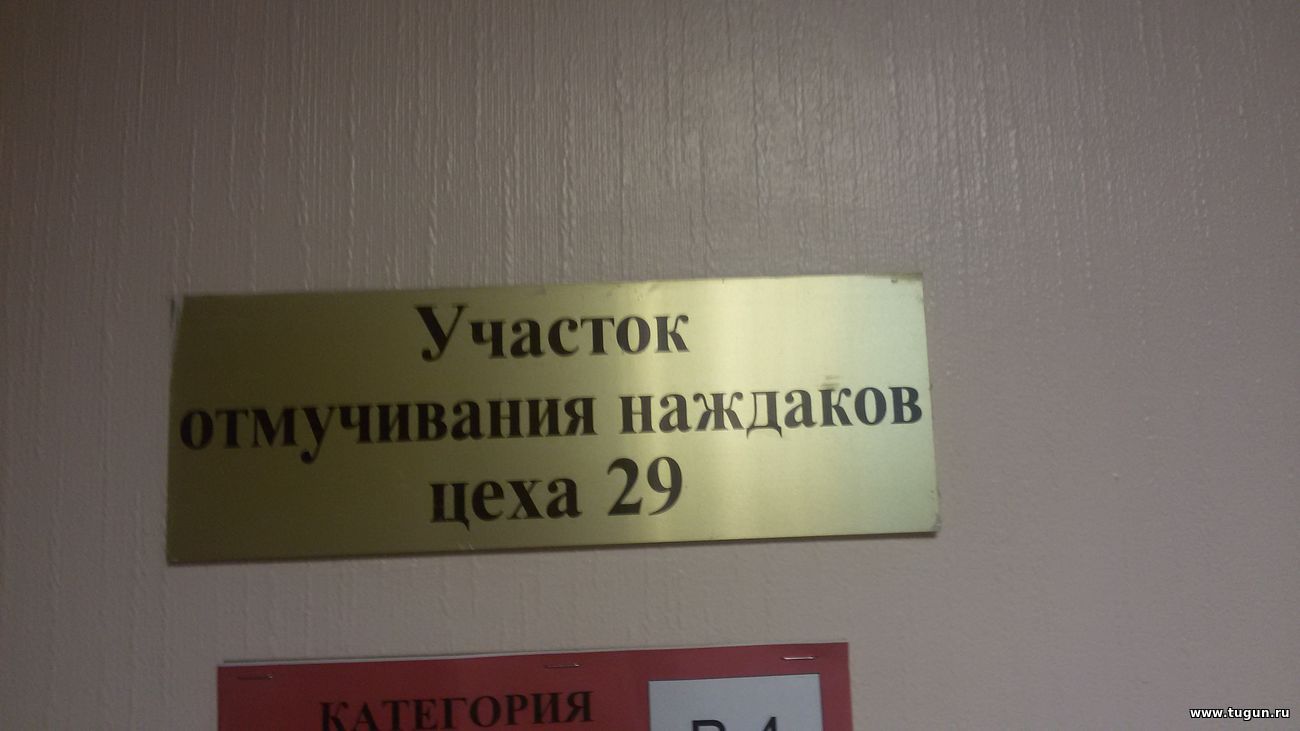 Участок
отмучивания наждаков
цеха 29
КАТЕГОРИЯ
www.tugun.ru